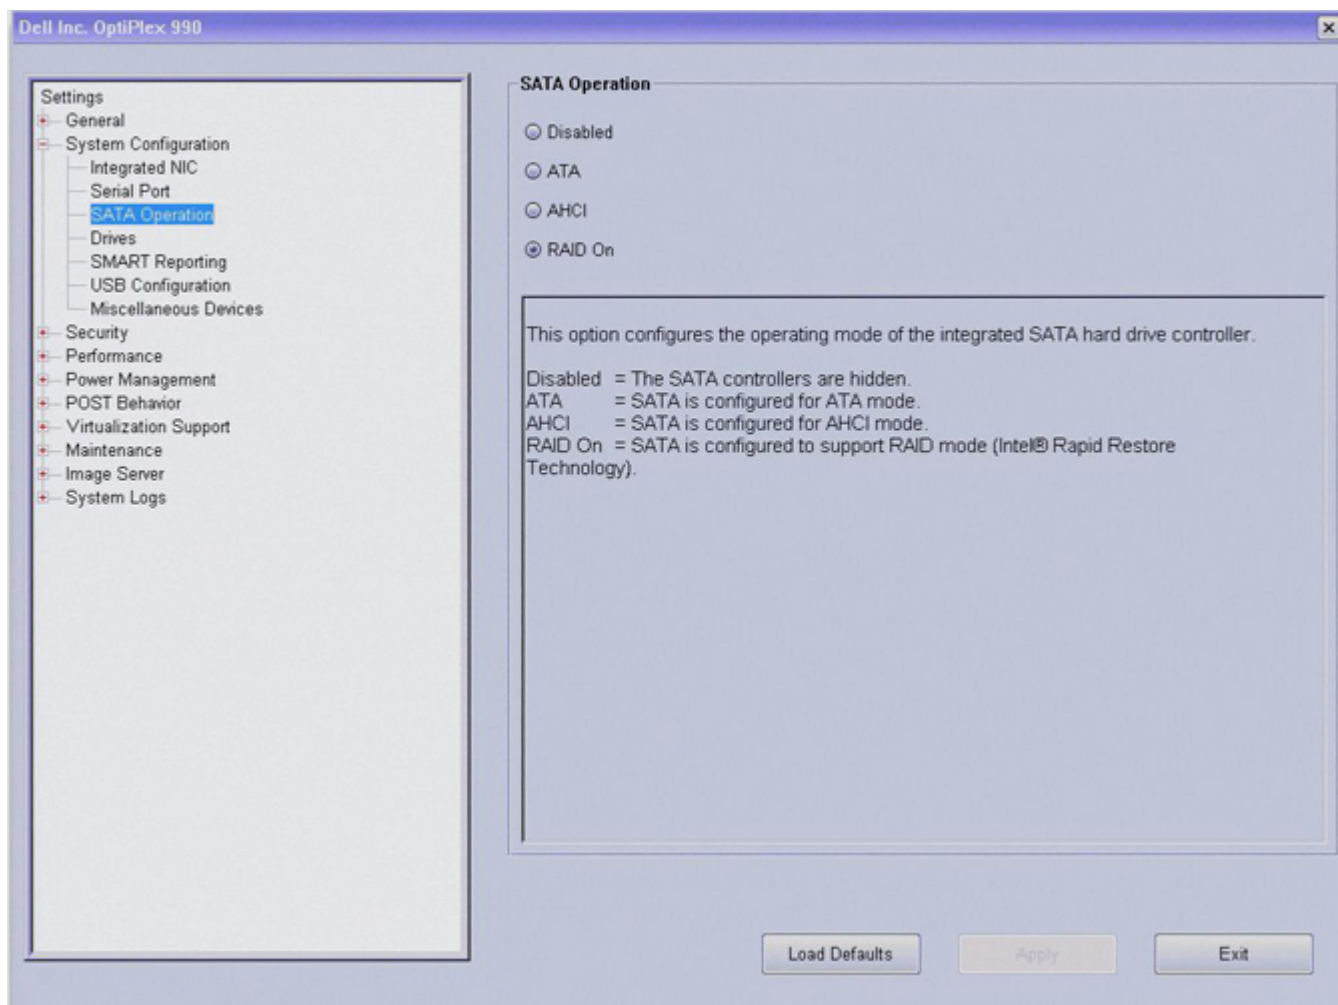 Dell Inc. OptiPlex 990
Settings
General
System Configuration
Integrated NIC
Serial Port
SATA Operation
Drives
SMART Reporting
USB Configuration
Miscellaneous Devices
Security
Performance
Power Management
POST Behavior
Virtualization Support
Maintenance
Image Server
System Logs
SATA Operation
Disabled
ATA
AHCI
RAID On
This option configures the operating mode of the integrated SATA hard drive controller.
Disabled = The SATA controllers are hidden.
ATA = SATA is configured for ATA mode.
AHCI = SATA is configured for AHCI mode.
RAID On = SATA is configured to support RAID mode (Intel® Rapid Restore
Technology).
Load Defaults
Apply
Exit